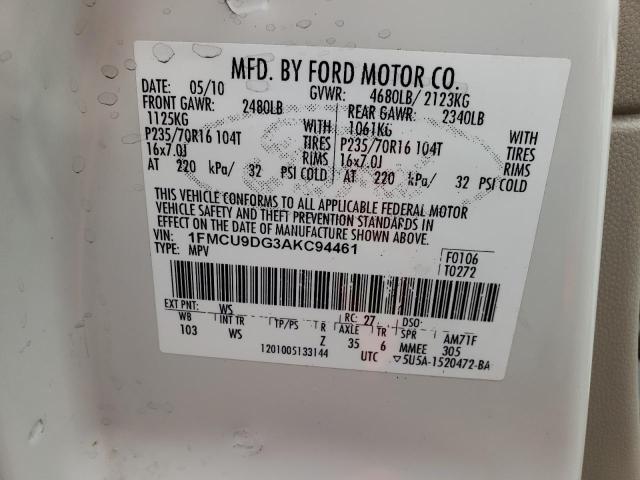 MFD. BY FORD MOTOR CO.
DATE: 05/10 GVWR: 4680LB/ 2123KG
FRONT GAWR: 2480LB REAR GAWR: 2340LB
1125KG WITH 1061KG WITH
P235/70R16 104T TIRES P235/70R16 104T TIRES
16x7.0J RIMS 16x7.0J RIMS
AT 220 kPa/ 32 PSI COLD AT 220 kPa/ 32 PSI COLD
THIS VEHICLE CONFORMS TO ALL APPLICABLE FEDERAL MOTOR
VEHICLE SAFETY AND THEFT PREVENTION STANDARDS IN
EFFECT ON THE DATE OF MANUFACTURE SHOWN ABOVE.
VIN: 1FMCU9DG3AKC94461 F0106
TYPE: MPV T0272
EXT PNT: WS RC: 27 DSO:
WB INT TR TP/PS R AXLE TR SPR AM71F
103 WS Z 35 6 MMEE 305
1201005133144 UTC ▽5U5A-1520472-BA